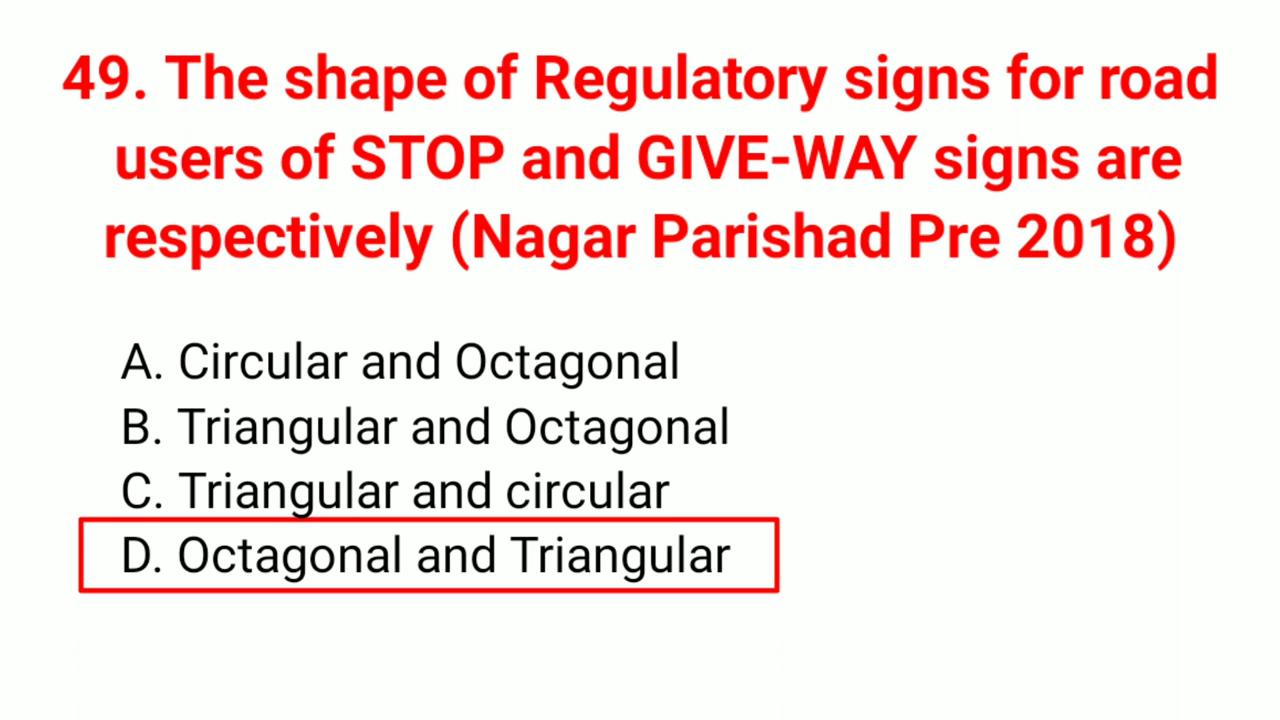 49. The shape of Regulatory signs for road
users of STOP and GIVE-WAY signs are
respectively (Nagar Parishad Pre 2018)
A. Circular and Octagonal
B. Triangular and Octagonal
C. Triangular and circular
D. Octagonal and Triangular